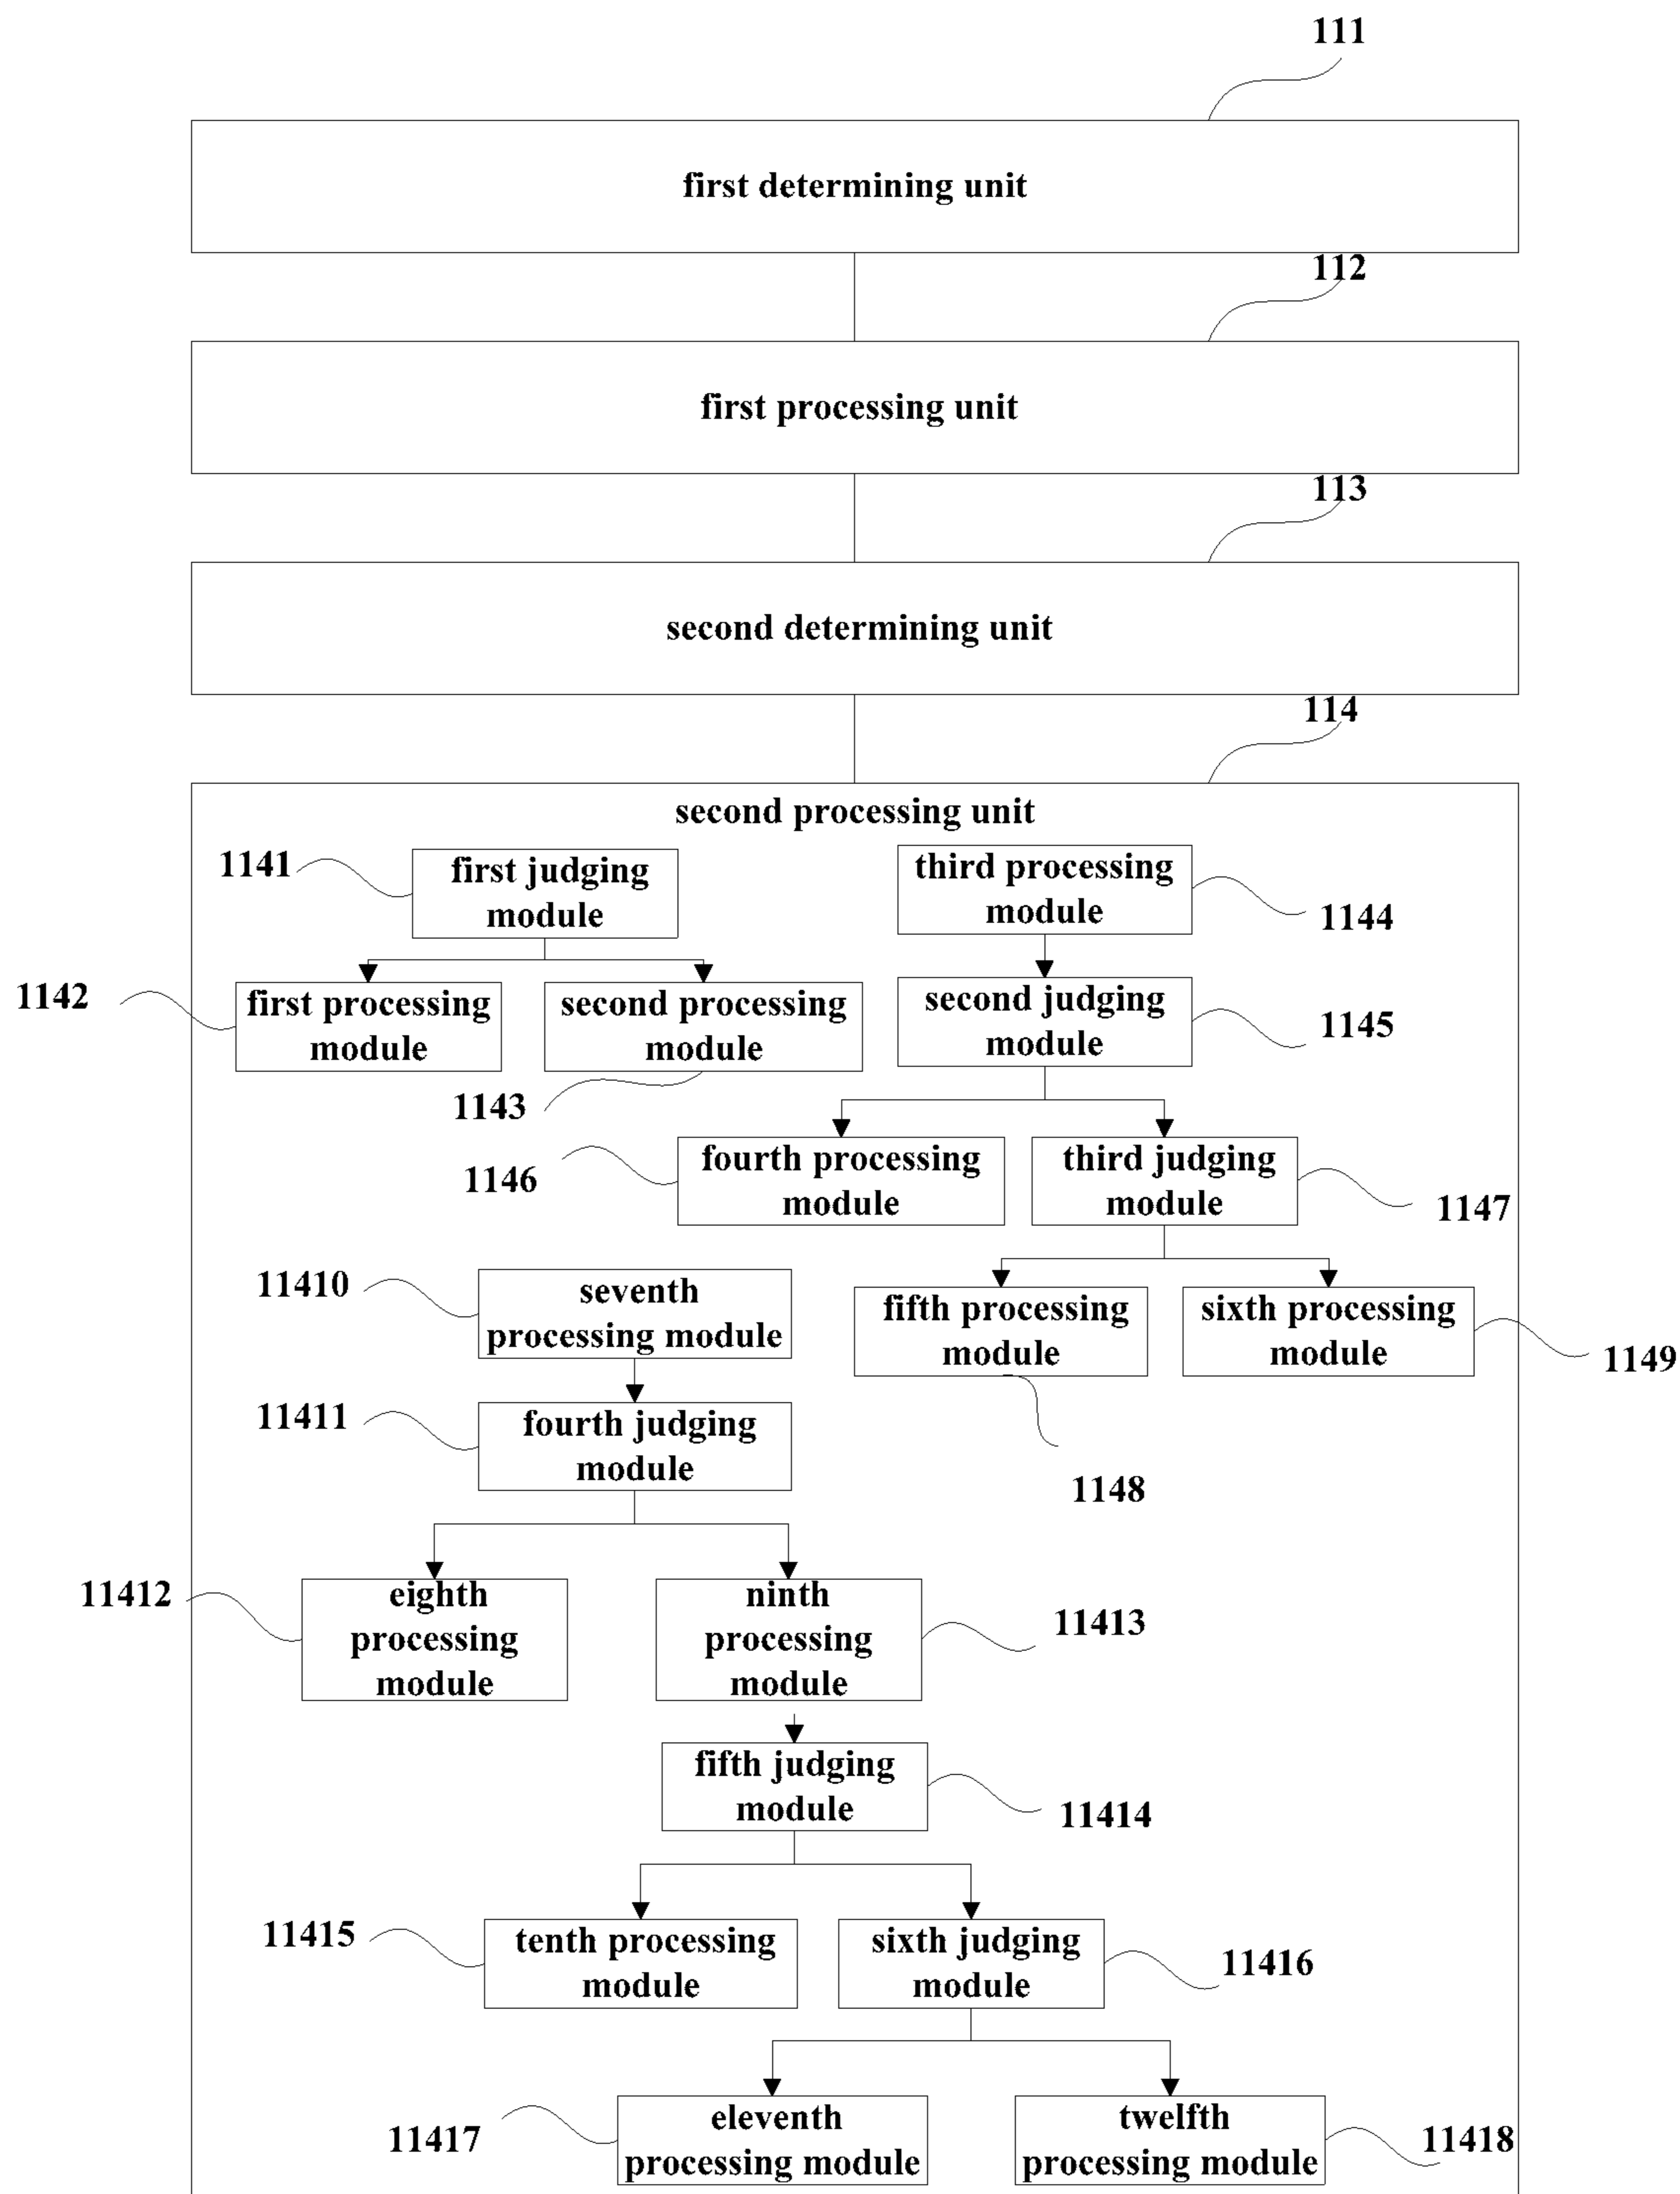 111
first determining unit
112
first processing unit
113
second determining unit
114
second processing unit
1141
first judging
module
third processing
module
1144
1142
first processing
module
second processing
module
second judging
module
1145
1143
1146
fourth processing
module
third judging
module
1147
11410
seventh
processing module
fifth processing
module
sixth processing
module
1149
11411
fourth judging
module
1148
11412
eighth
processing
module
ninth
processing
module
11413
fifth judging
module
11414
11415
tenth processing
module
sixth judging
module
11416
11417
eleventh
processing module
twelfth
processing module
11418